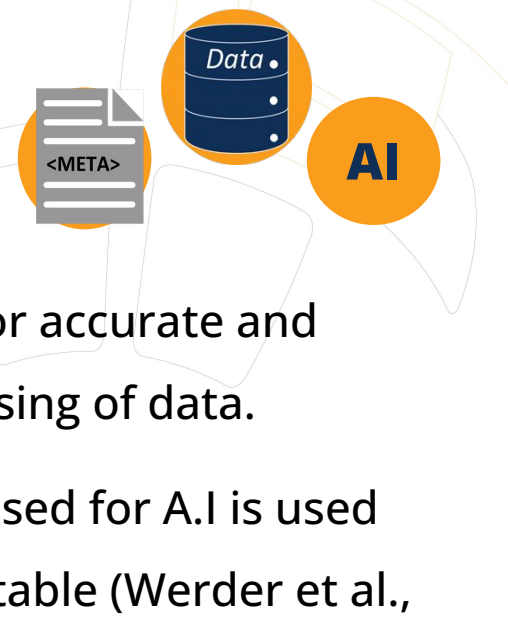 Data
<META>
AI
or accurate and
sing of data.
sed for A.I is used
table (Werder et al.,